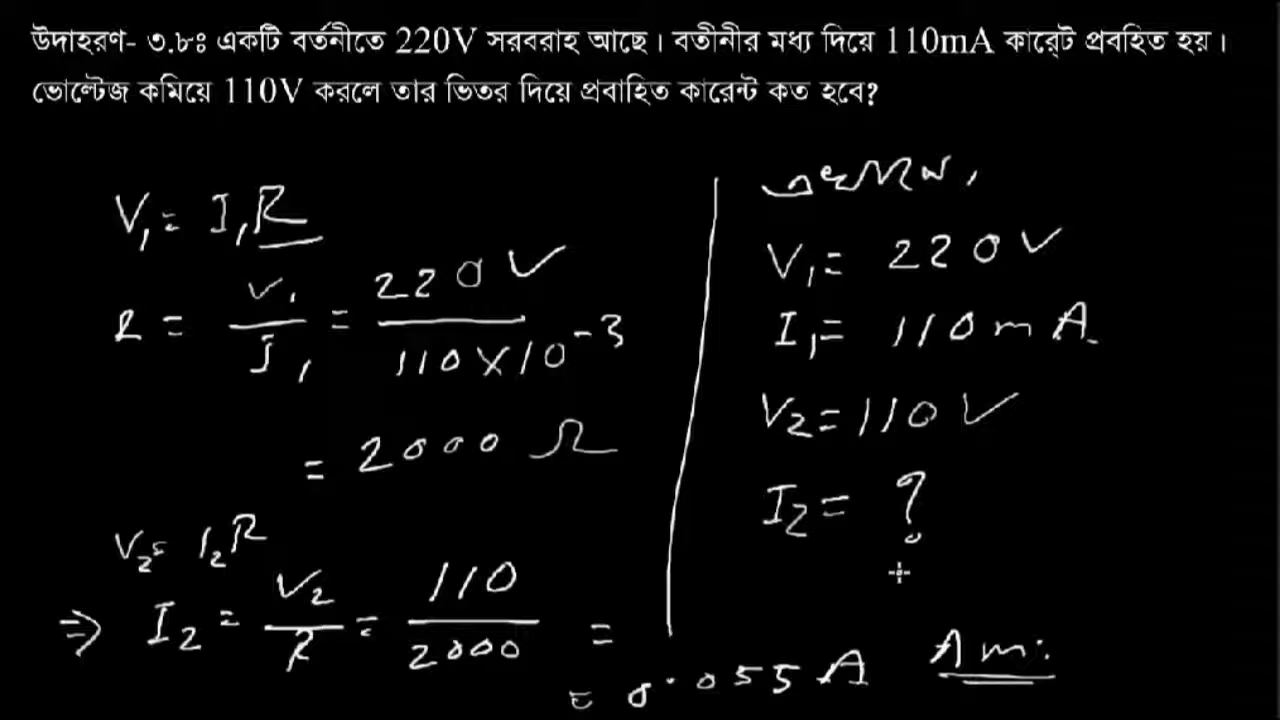 উদাহরণ- ৩.৮ঃ একটি বর্তনীতে 220V সরবরাহ আছে। বর্তীনীর মধ্য দিয়ে 110mA কারে্ট প্রবহিত হয়।
ভোল্টেজ কমিয়ে 110V করলে তার ভিতর দিয়ে প্রবাহিত কারেন্ট কত হবে?
V₁ = I₁R
R = V₁/I₁ = 220V/110×10⁻³
= 2000 Ω
V₂ = I₂R
⇒ I₂ = V₂/R = 110/2000 =
= 0.055A Ans:
V₁ = 220V
I₁ = 110mA
V₂ = 110V
I₂ = ?